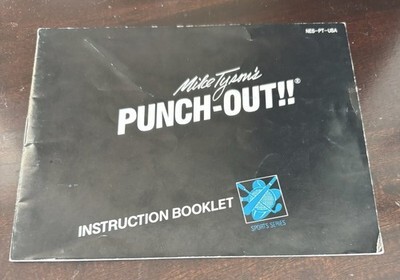 NES-PT-USA
Mike Tyson's
PUNCH-OUT!!®
INSTRUCTION BOOKLET
SPORTS SERIES